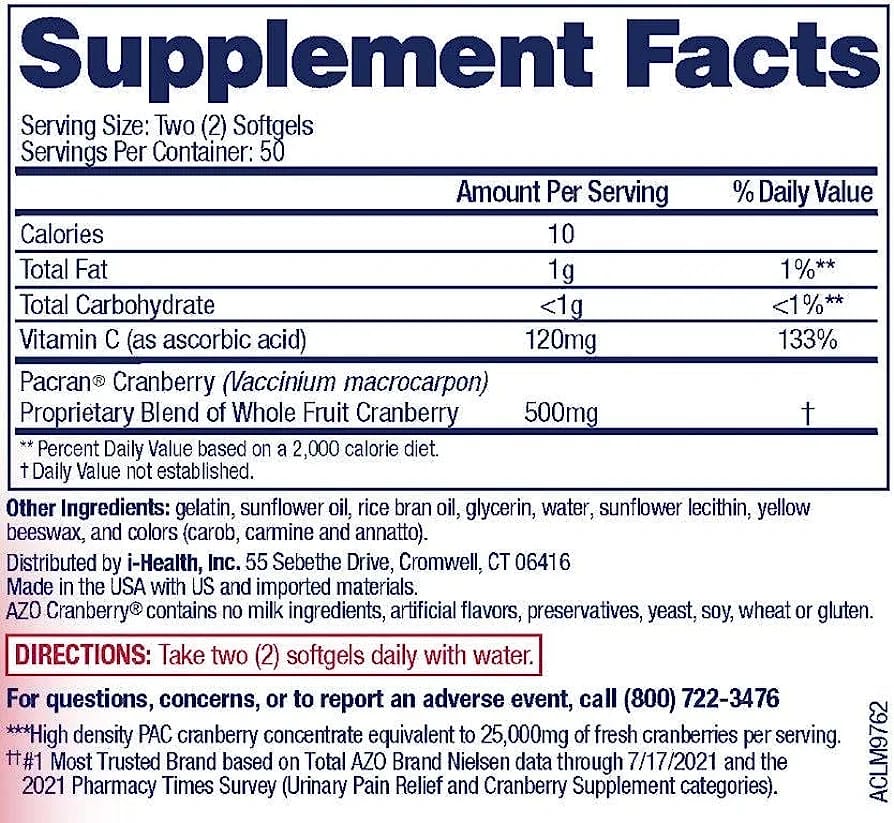 Supplement Facts
Serving Size: Two (2) Softgels
Servings Per Container: 50
Amount Per Serving % Daily Value
Calories 10
Total Fat 1g 1%**
Total Carbohydrate <1g <1%**
Vitamin C (as ascorbic acid) 120mg 133%
Pacran® Cranberry (Vaccinium macrocarpon)
Proprietary Blend of Whole Fruit Cranberry 500mg †
** Percent Daily Value based on a 2,000 calorie diet.
† Daily Value not established.
Other Ingredients: gelatin, sunflower oil, rice bran oil, glycerin, water, sunflower lecithin, yellow
beeswax, and colors (carob, carmine and annatto).
Distributed by i-Health, Inc. 55 Sebethe Drive, Cromwell, CT 06416
Made in the USA with US and imported materials.
AZO Cranberry® contains no milk ingredients, artificial flavors, preservatives, yeast, soy, wheat or gluten.
DIRECTIONS: Take two (2) softgels daily with water.
For questions, concerns, or to report an adverse event, call (800) 722-3476
***High density PAC cranberry concentrate equivalent to 25,000mg of fresh cranberries per serving.
††#1 Most Trusted Brand based on Total AZO Brand Nielsen data through 7/17/2021 and the
2021 Pharmacy Times Survey (Urinary Pain Relief and Cranberry Supplement categories).
ACLM9762